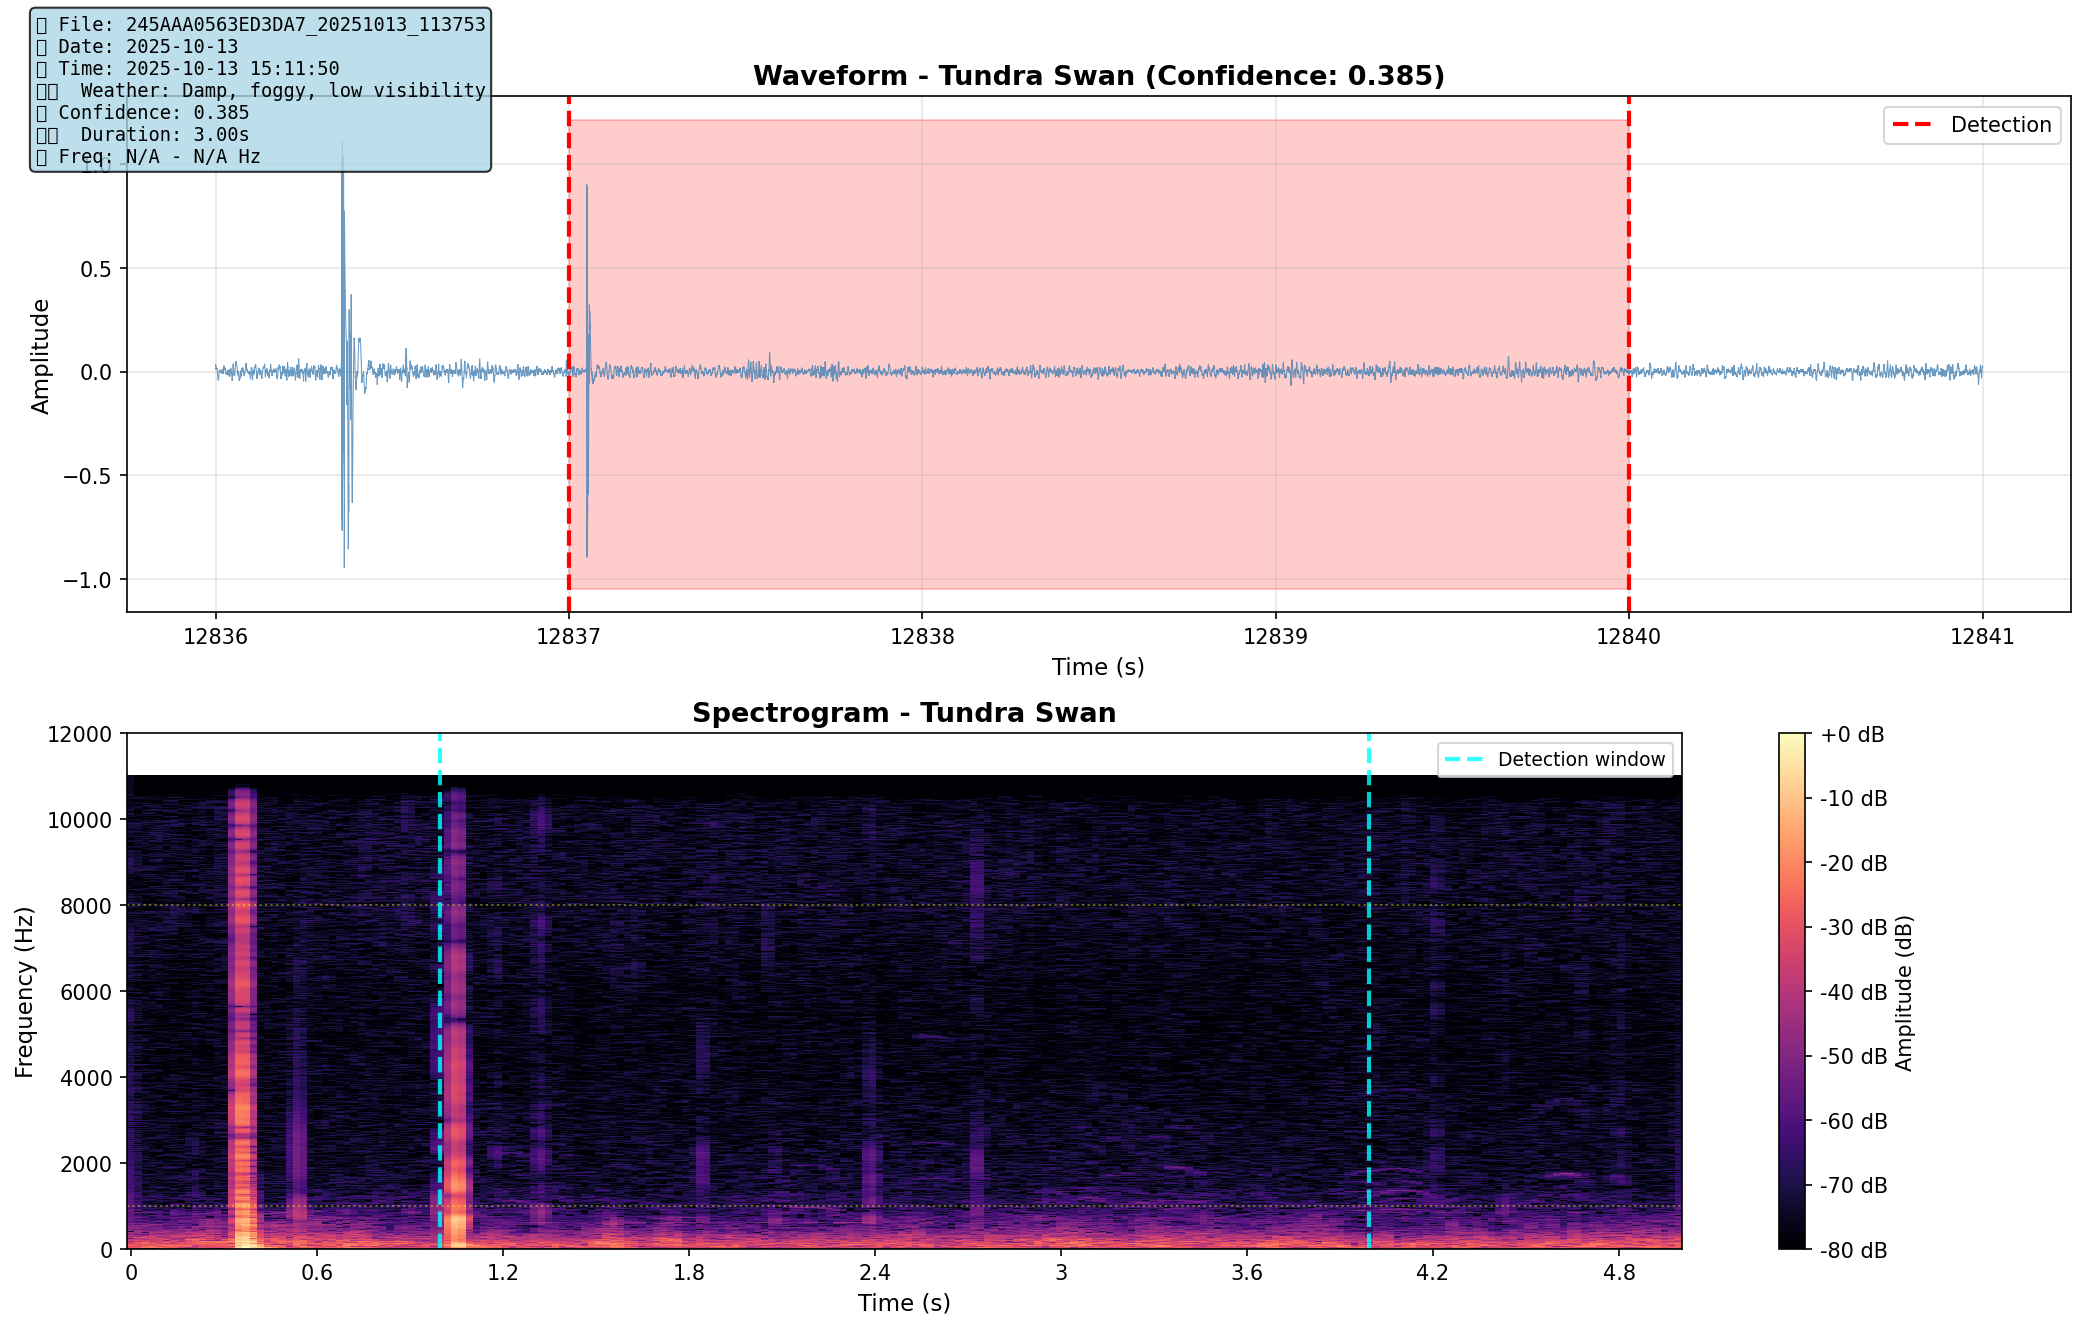 File: 245AAA0563ED3DA7_20251013_113753
Date: 2025-10-13
Time: 2025-10-13 15:11:50
Weather: Damp, foggy, low visibility
Confidence: 0.385
Duration: 3.00s
Freq: N/A - N/A Hz
Waveform - Tundra Swan (Confidence: 0.385)
Detection
1.0
0.5
0.0
−0.5
−1.0
Amplitude
12836 12837 12838 12839 12840 12841
Time (s)
Spectrogram - Tundra Swan
Detection window
12000
10000
8000
6000
4000
2000
0
Frequency (Hz)
0 0.6 1.2 1.8 2.4 3 3.6 4.2 4.8
Time (s)
+0 dB
-10 dB
-20 dB
-30 dB
-40 dB
-50 dB
-60 dB
-70 dB
-80 dB
Amplitude (dB)